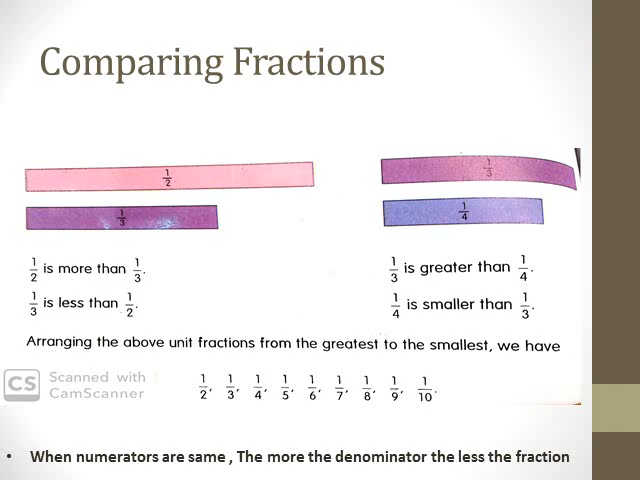 Comparing Fractions
1/2
1/3
1/3
1/4
1/2 is more than 1/3.
1/3 is less than 1/2.
1/3 is greater than 1/4.
1/4 is smaller than 1/3.
Arranging the above unit fractions from the greatest to the smallest, we have
1/2, 1/3, 1/4, 1/5, 1/6, 1/7, 1/8, 1/9, 1/10.
CS Scanned with
CamScanner
• When numerators are same , The more the denominator the less the fraction